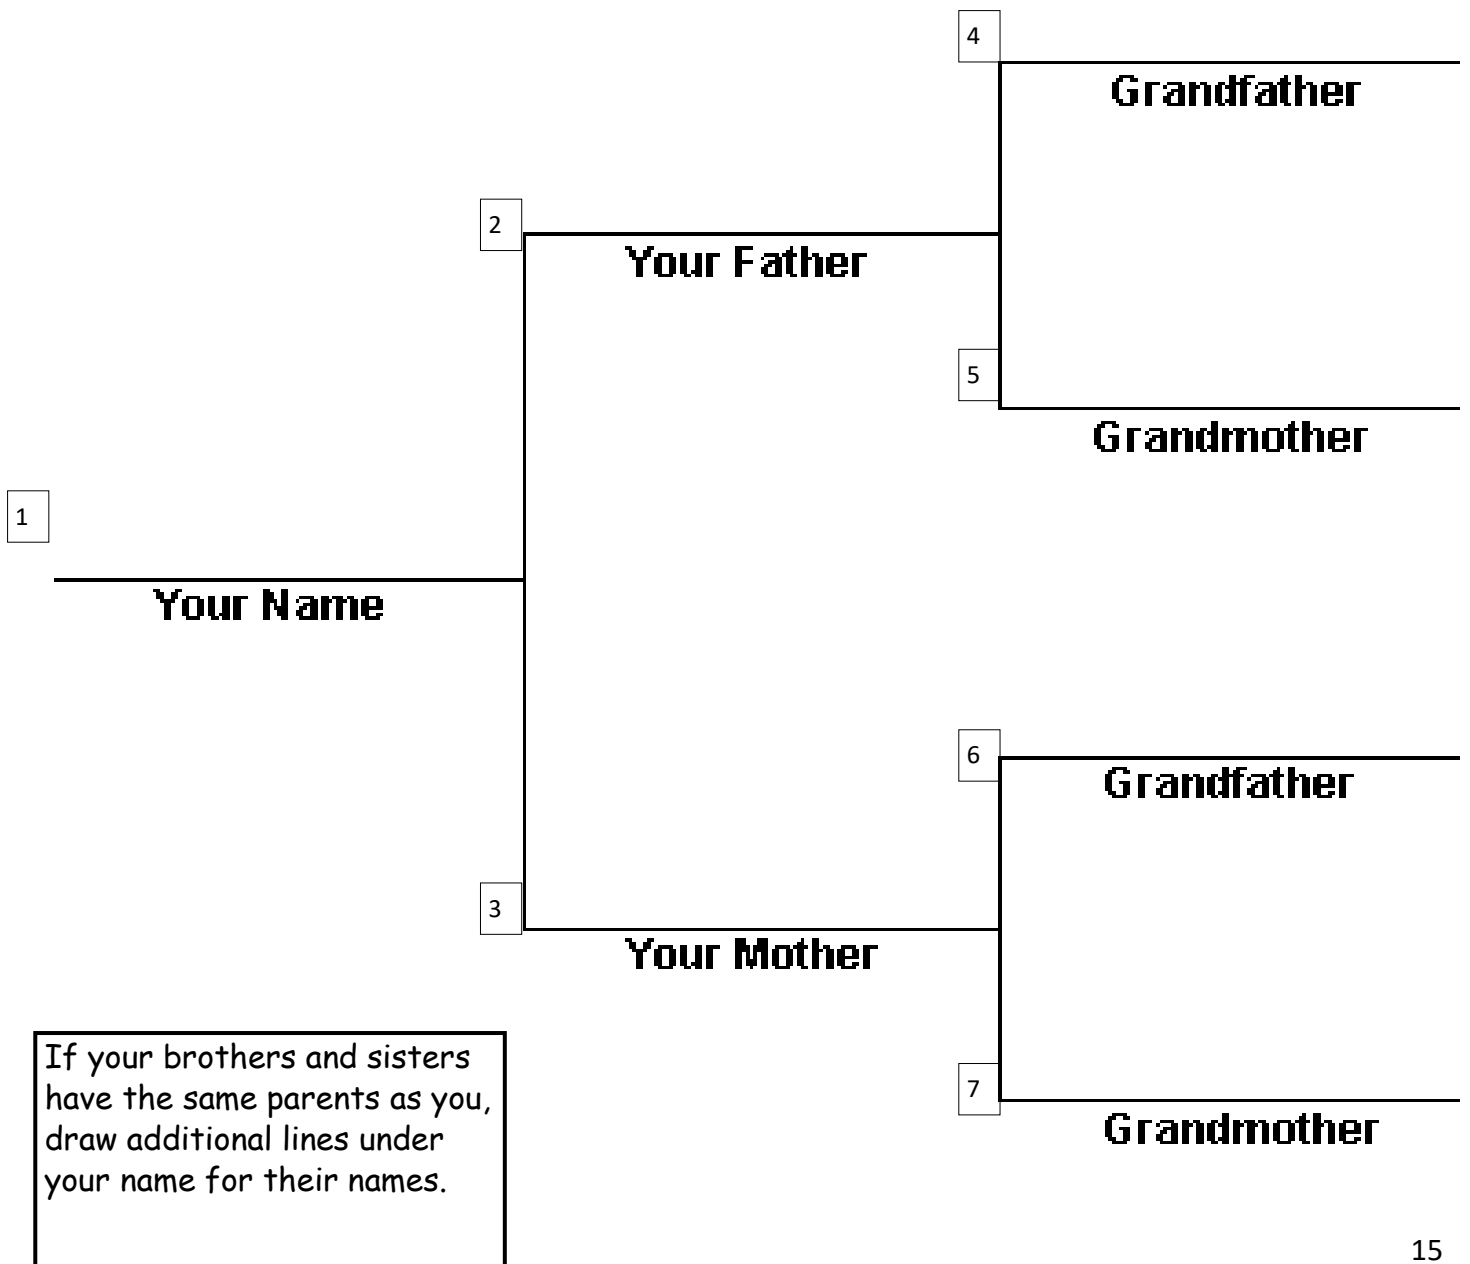 4
Grandfather
2
Your Father
5
Grandmother
1
Your Name
6
Grandfather
3
Your Mother
7
Grandmother
If your brothers and sisters
have the same parents as you,
draw additional lines under
your name for their names.
15